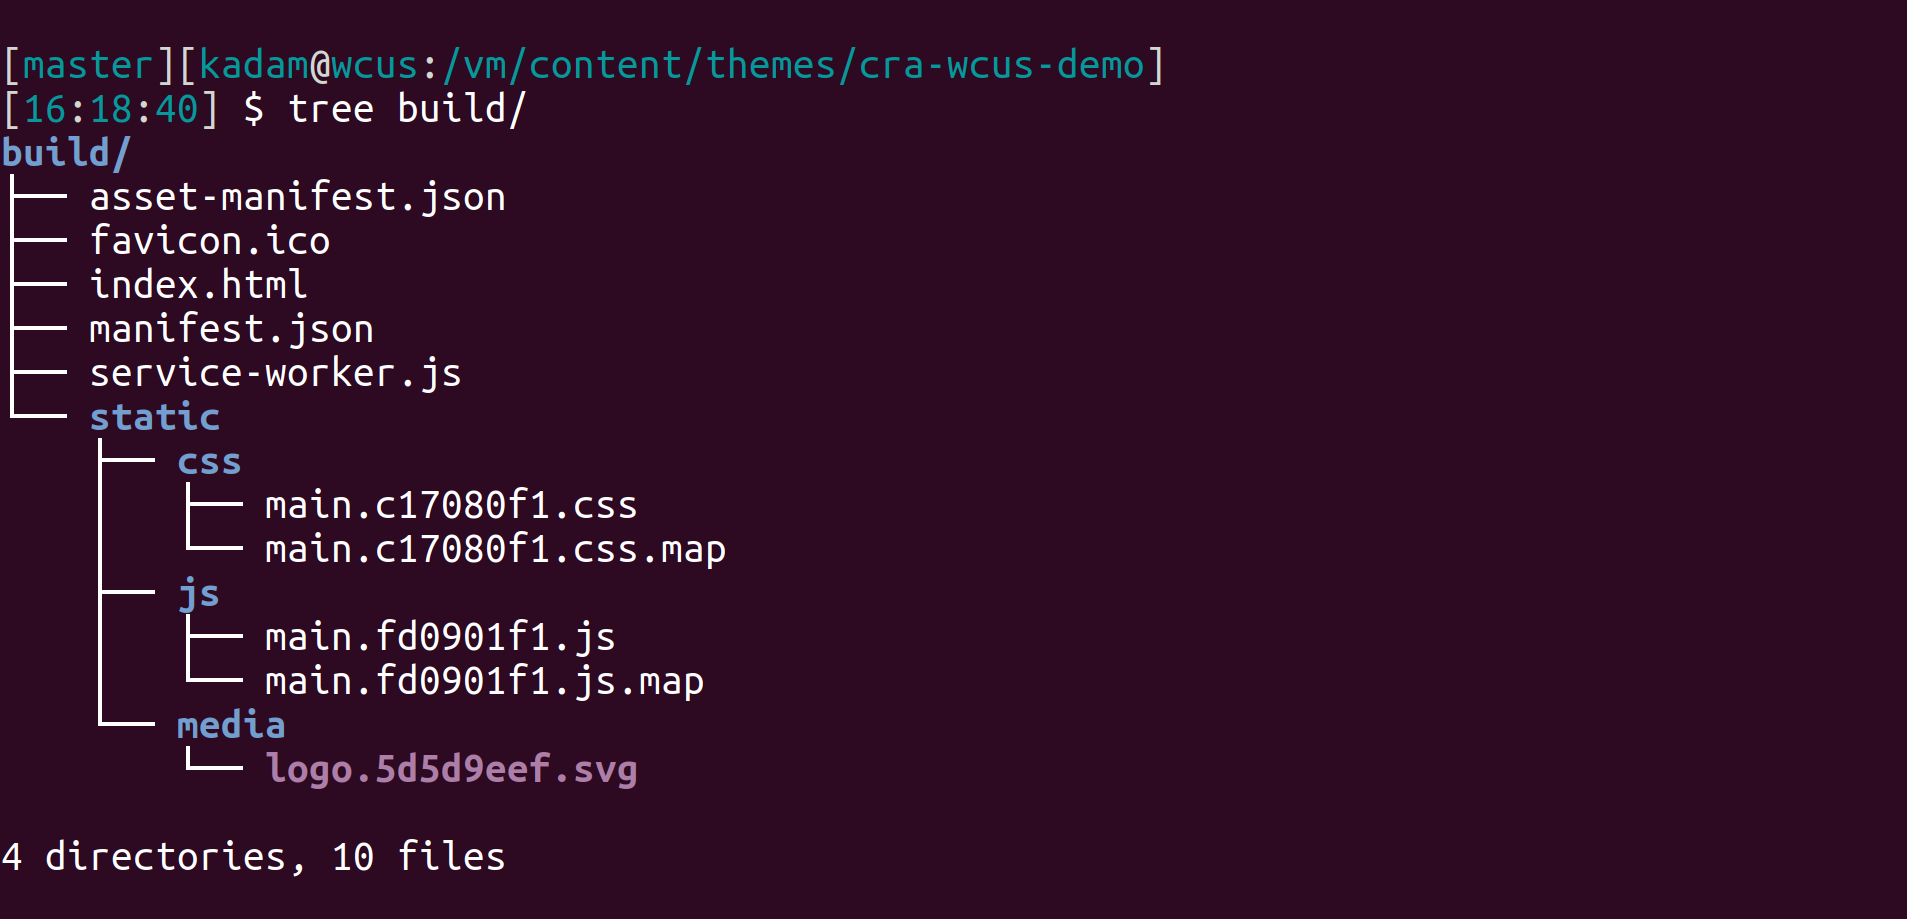 [master][kadam@wcus:/vm/content/themes/cra-wcus-demo]
[16:18:40] $ tree build/
build/
├── asset-manifest.json
├── favicon.ico
├── index.html
├── manifest.json
├── service-worker.js
└── static
    ├── css
    │   ├── main.c17080f1.css
    │   └── main.c17080f1.css.map
    ├── js
    │   ├── main.fd0901f1.js
    │   └── main.fd0901f1.js.map
    └── media
        └── logo.5d5d9eef.svg
4 directories, 10 files